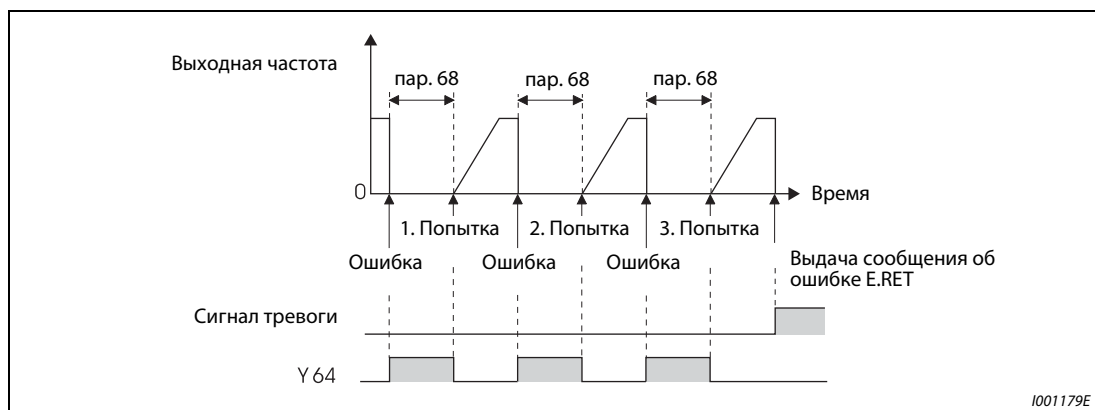 Выходная частота
пар. 68
пар. 68
пар. 68
0
Время
1. Попытка
2. Попытка
3. Попытка
Ошибка
Ошибка
Ошибка
Выдача сообщения об
ошибке E.RET
Сигнал тревоги
Y 64
I001179E